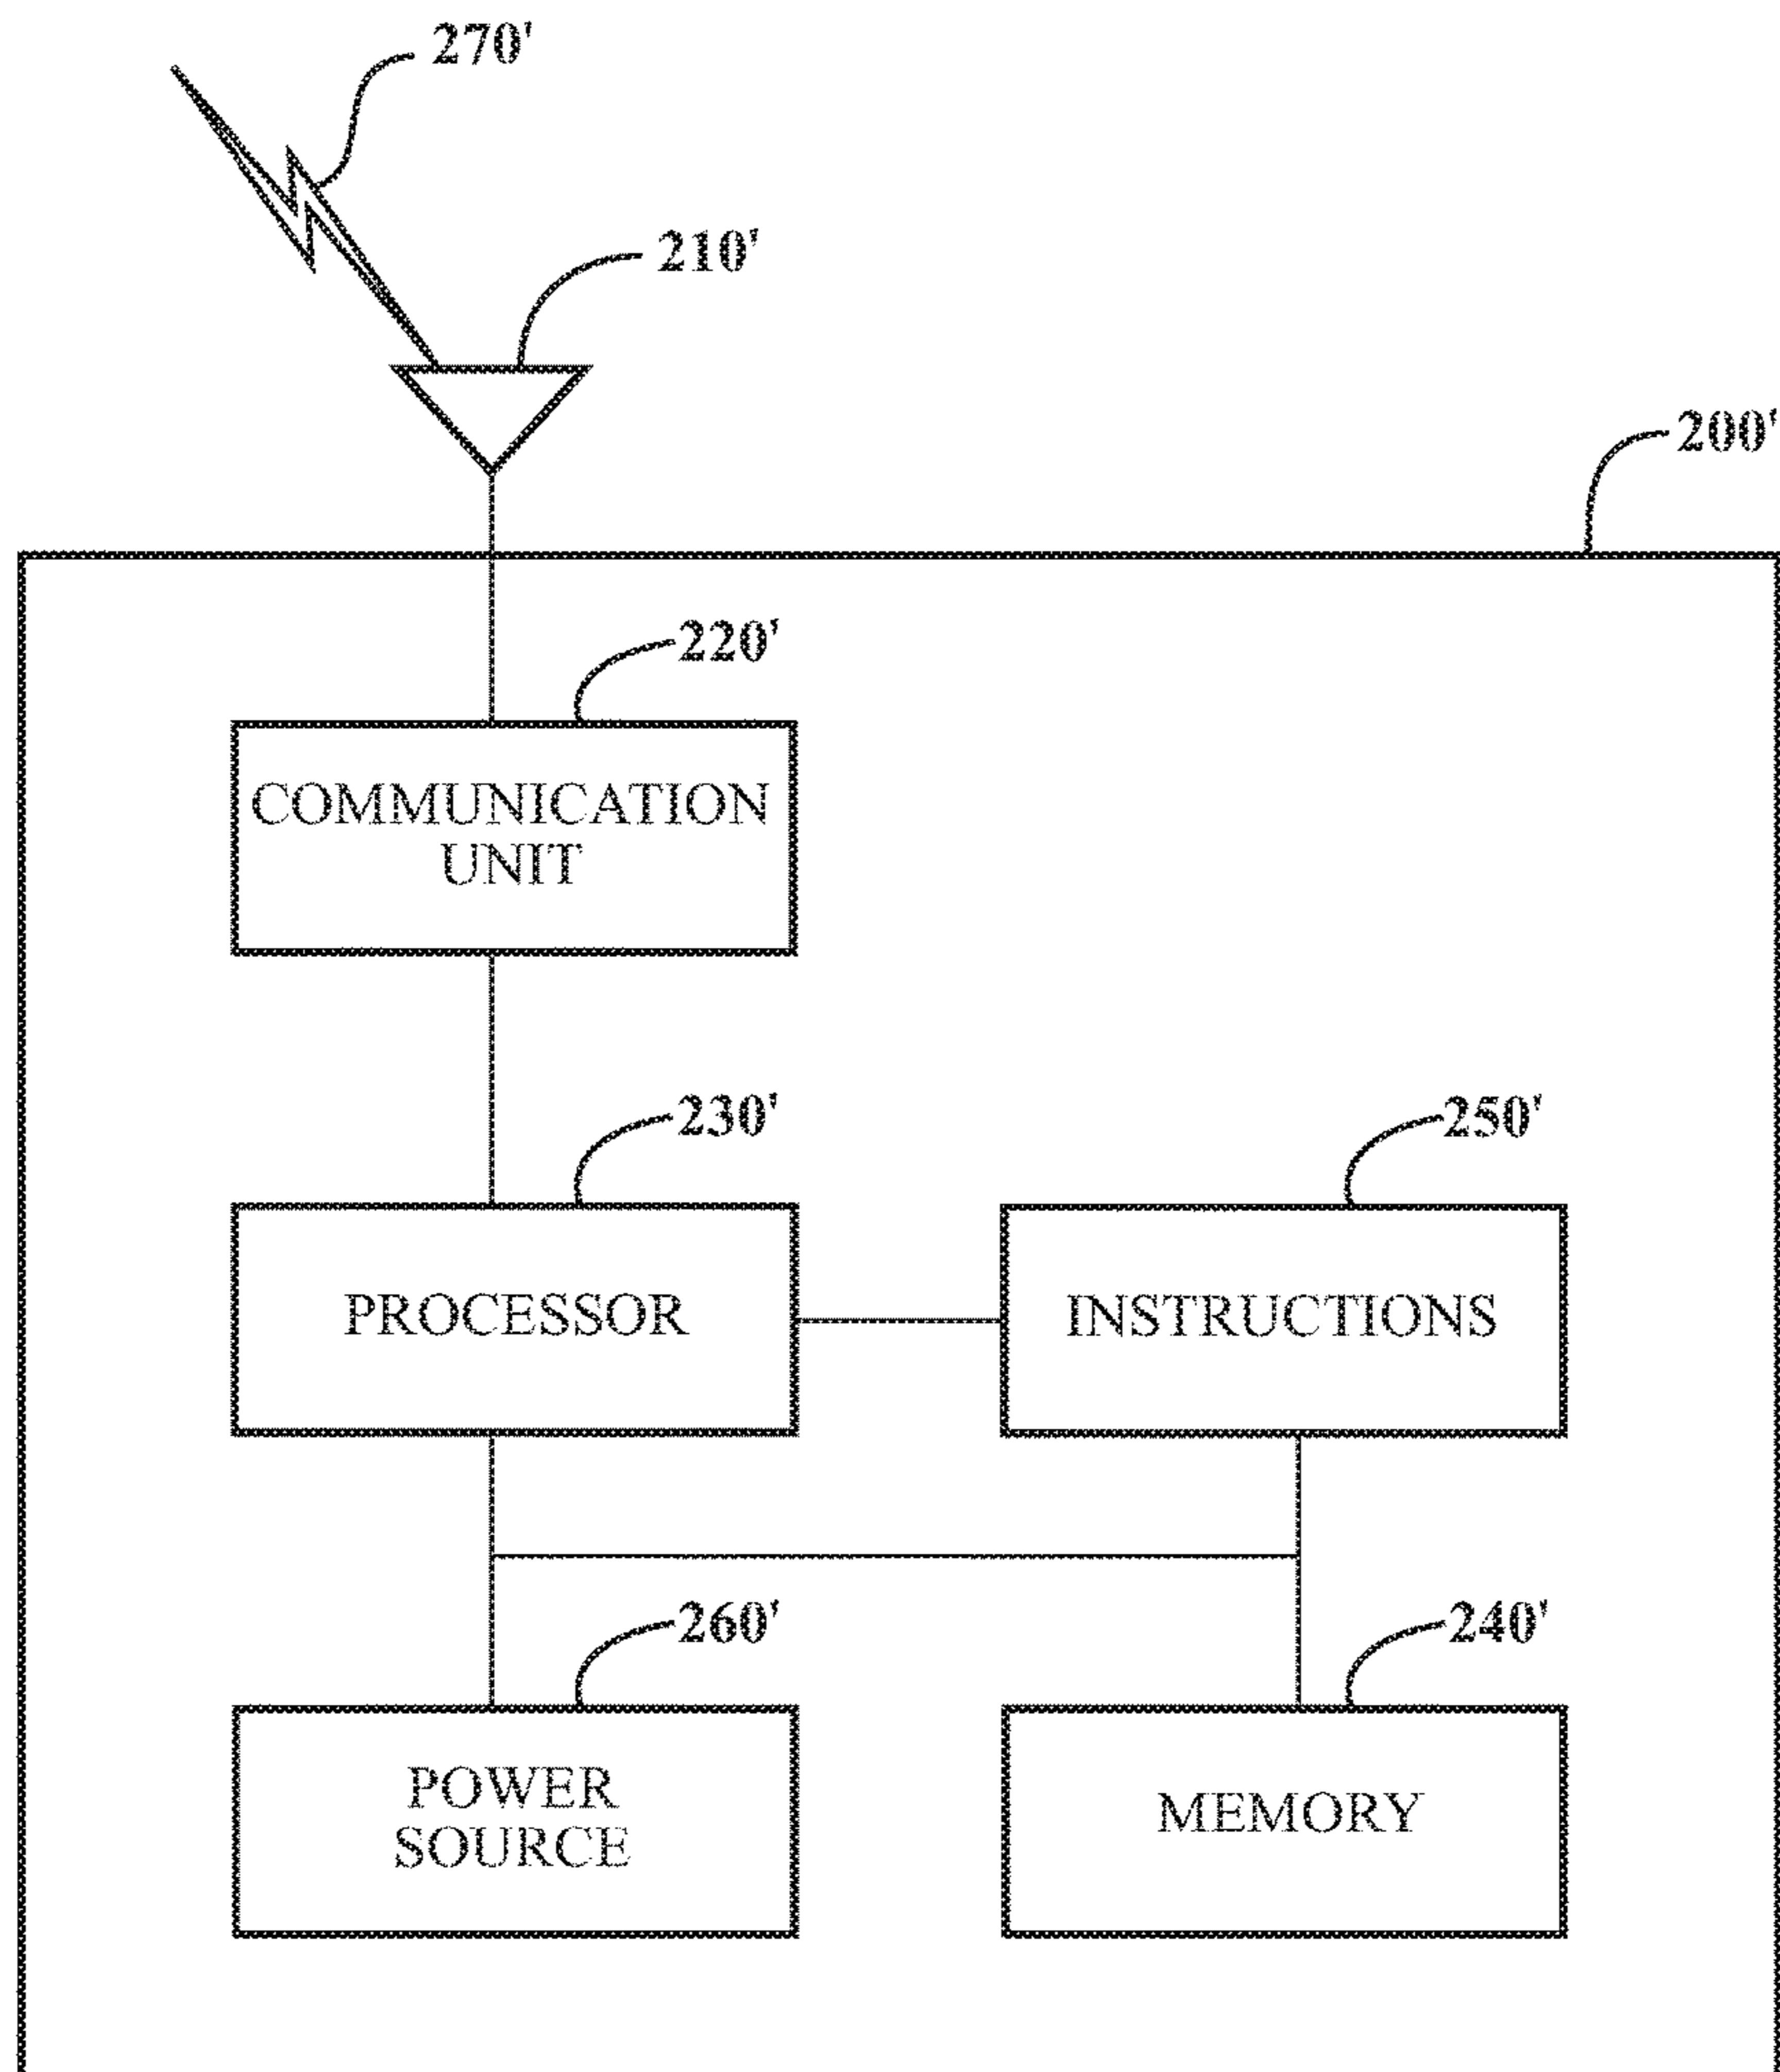 270'
210'
200'
220'
COMMUNICATION
UNIT
230'
250'
PROCESSOR
INSTRUCTIONS
260'
240'
POWER
SOURCE
MEMORY